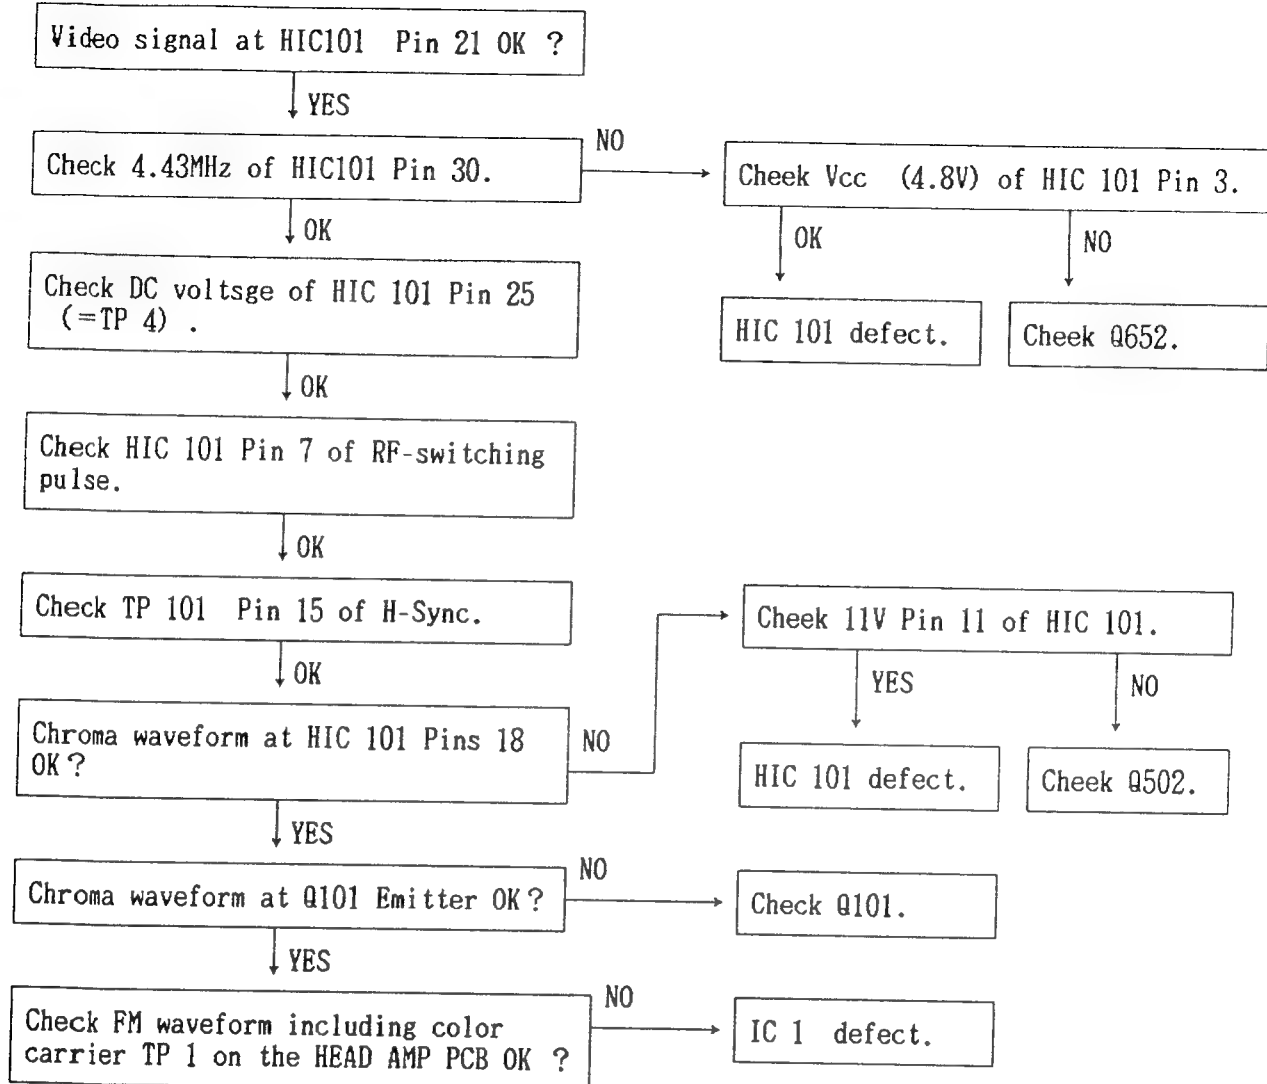 Video signal at HIC101 Pin 21 OK ?
YES
Check 4.43MHz of HIC101 Pin 30.
NO
Cheek Vcc (4.8V) of HIC 101 Pin 3.
OK
OK
NO
Check DC voltsge of HIC 101 Pin 25
(=TP 4) .
HIC 101 defect.
Cheek Q652.
OK
Check HIC 101 Pin 7 of RF-switching
pulse.
OK
Check TP 101 Pin 15 of H-Sync.
Cheek 11V Pin 11 of HIC 101.
OK
YES
NO
Chroma waveform at HIC 101 Pins 18
OK?
NO
HIC 101 defect.
Cheek Q502.
YES
Chroma waveform at Q101 Emitter OK?
NO
Check Q101.
YES
Check FM waveform including color
carrier TP 1 on the HEAD AMP PCB OK ?
NO
IC 1 defect.